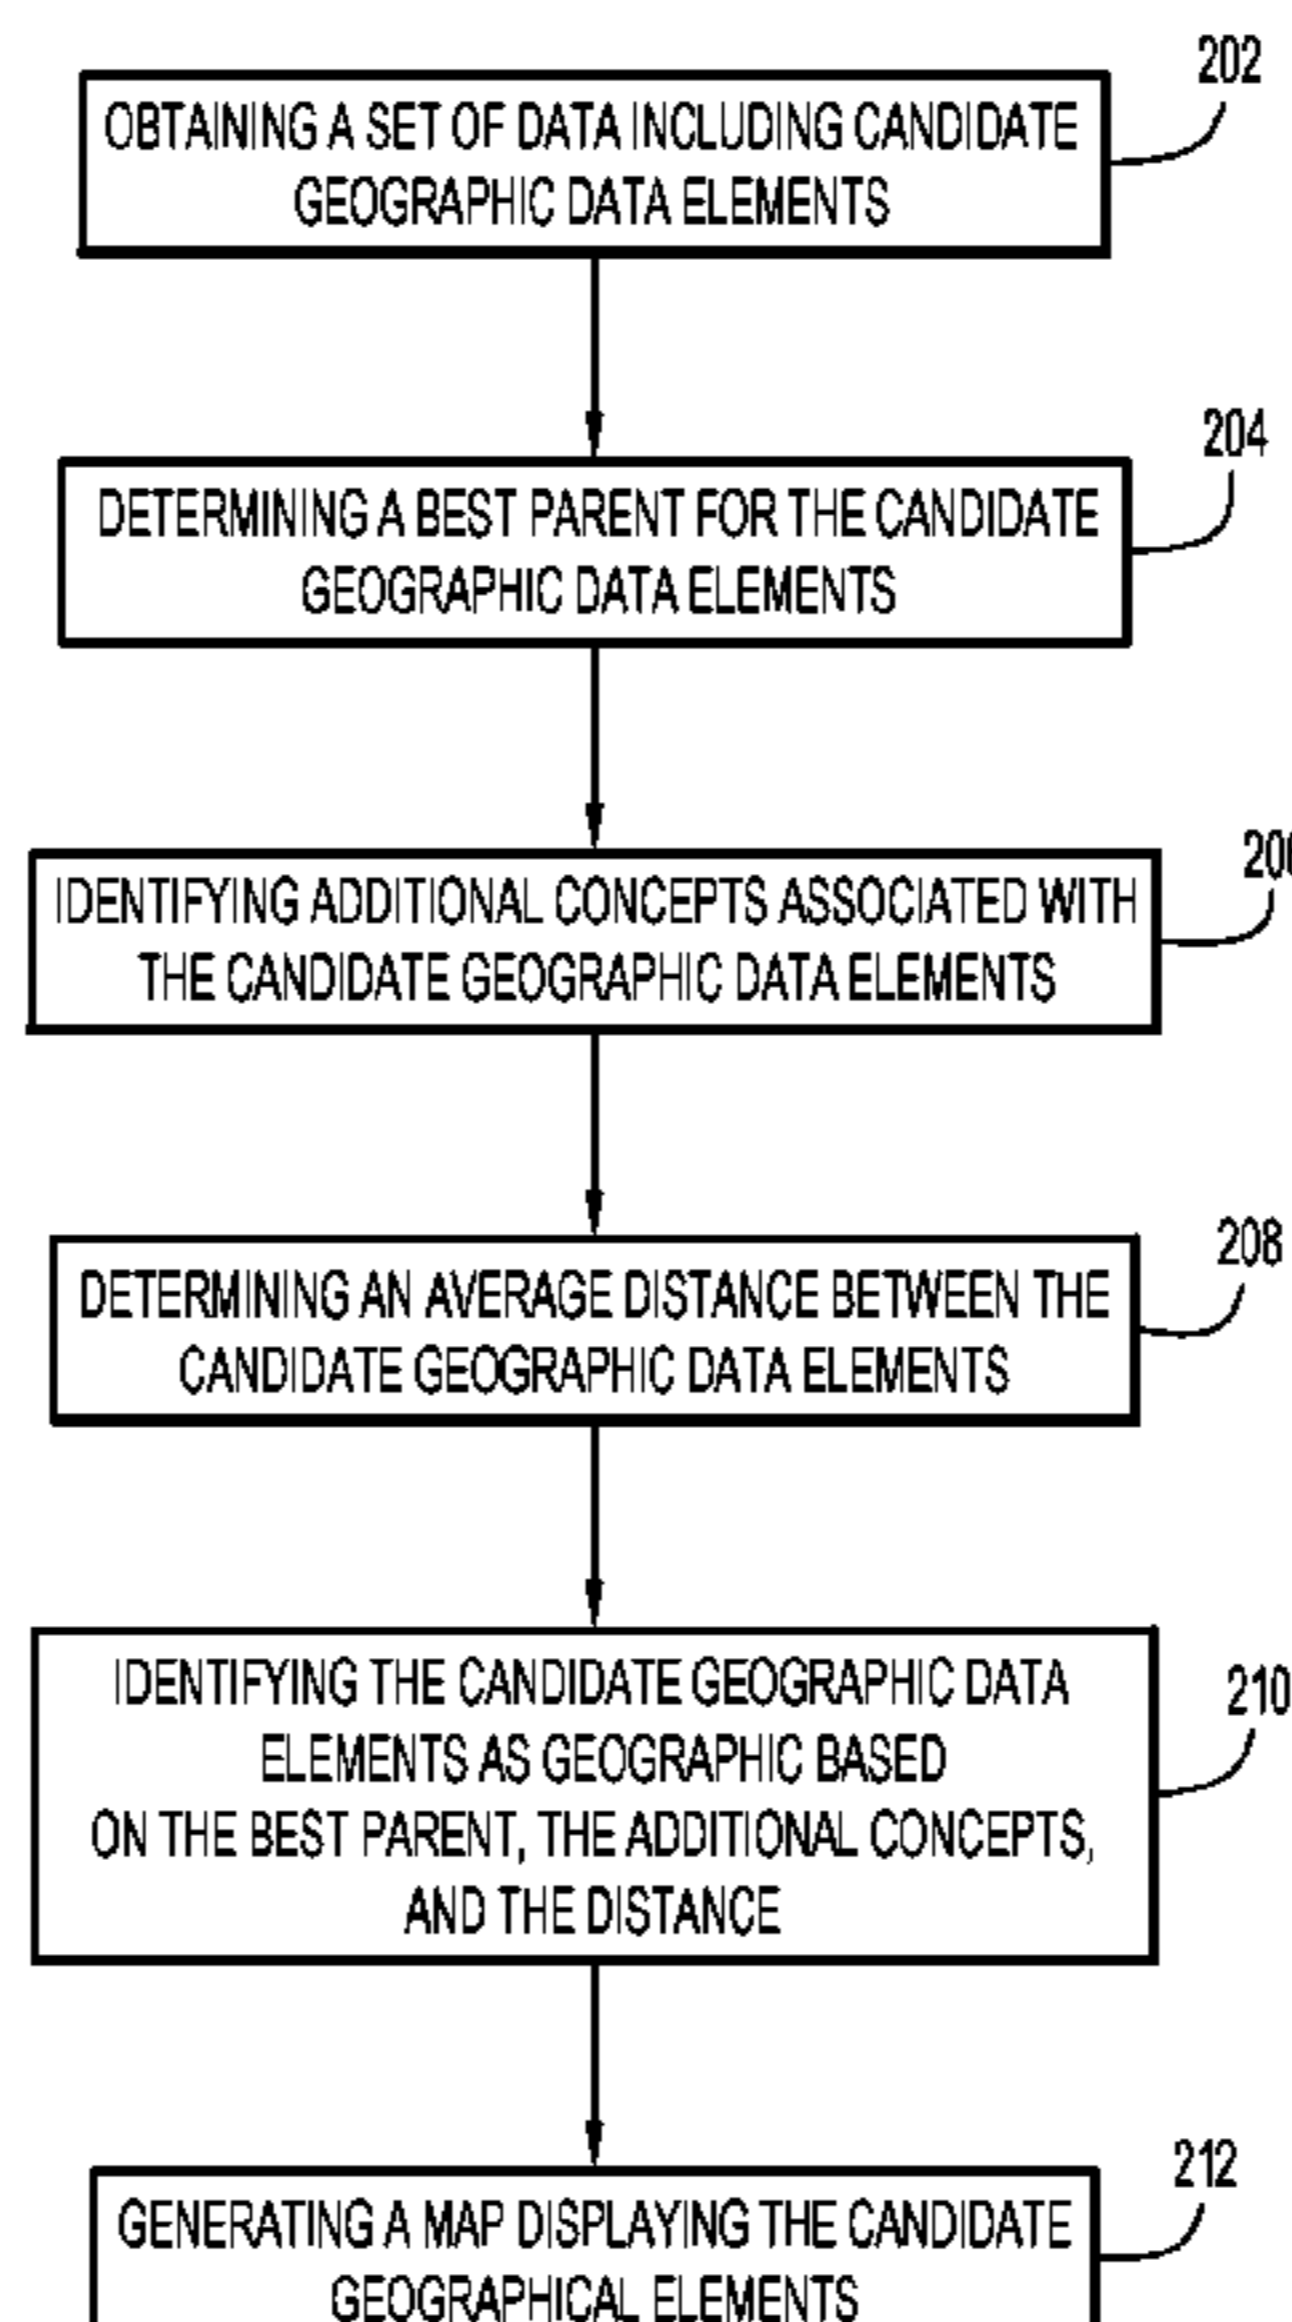 202
OBTAINING A SET OF DATA INCLUDING CANDIDATE
GEOGRAPHIC DATA ELEMENTS
204
DETERMINING A BEST PARENT FOR THE CANDIDATE
GEOGRAPHIC DATA ELEMENTS
IDENTIFYING ADDITIONAL CONCEPTS ASSOCIATED WITH
THE CANDIDATE GEOGRAPHIC DATA ELEMENTS
208
DETERMINING AN AVERAGE DISTANCE BETWEEN THE
CANDIDATE GEOGRAPHIC DATA ELEMENTS
210
IDENTIFYING THE CANDIDATE GEOGRAPHIC DATA
ELEMENTS AS GEOGRAPHIC BASED
ON THE BEST PARENT, THE ADDITIONAL CONCEPTS,
AND THE DISTANCE
212
GENERATING A MAP DISPLAYING THE CANDIDATE
GEOGRAPHICAL ELEMENTS